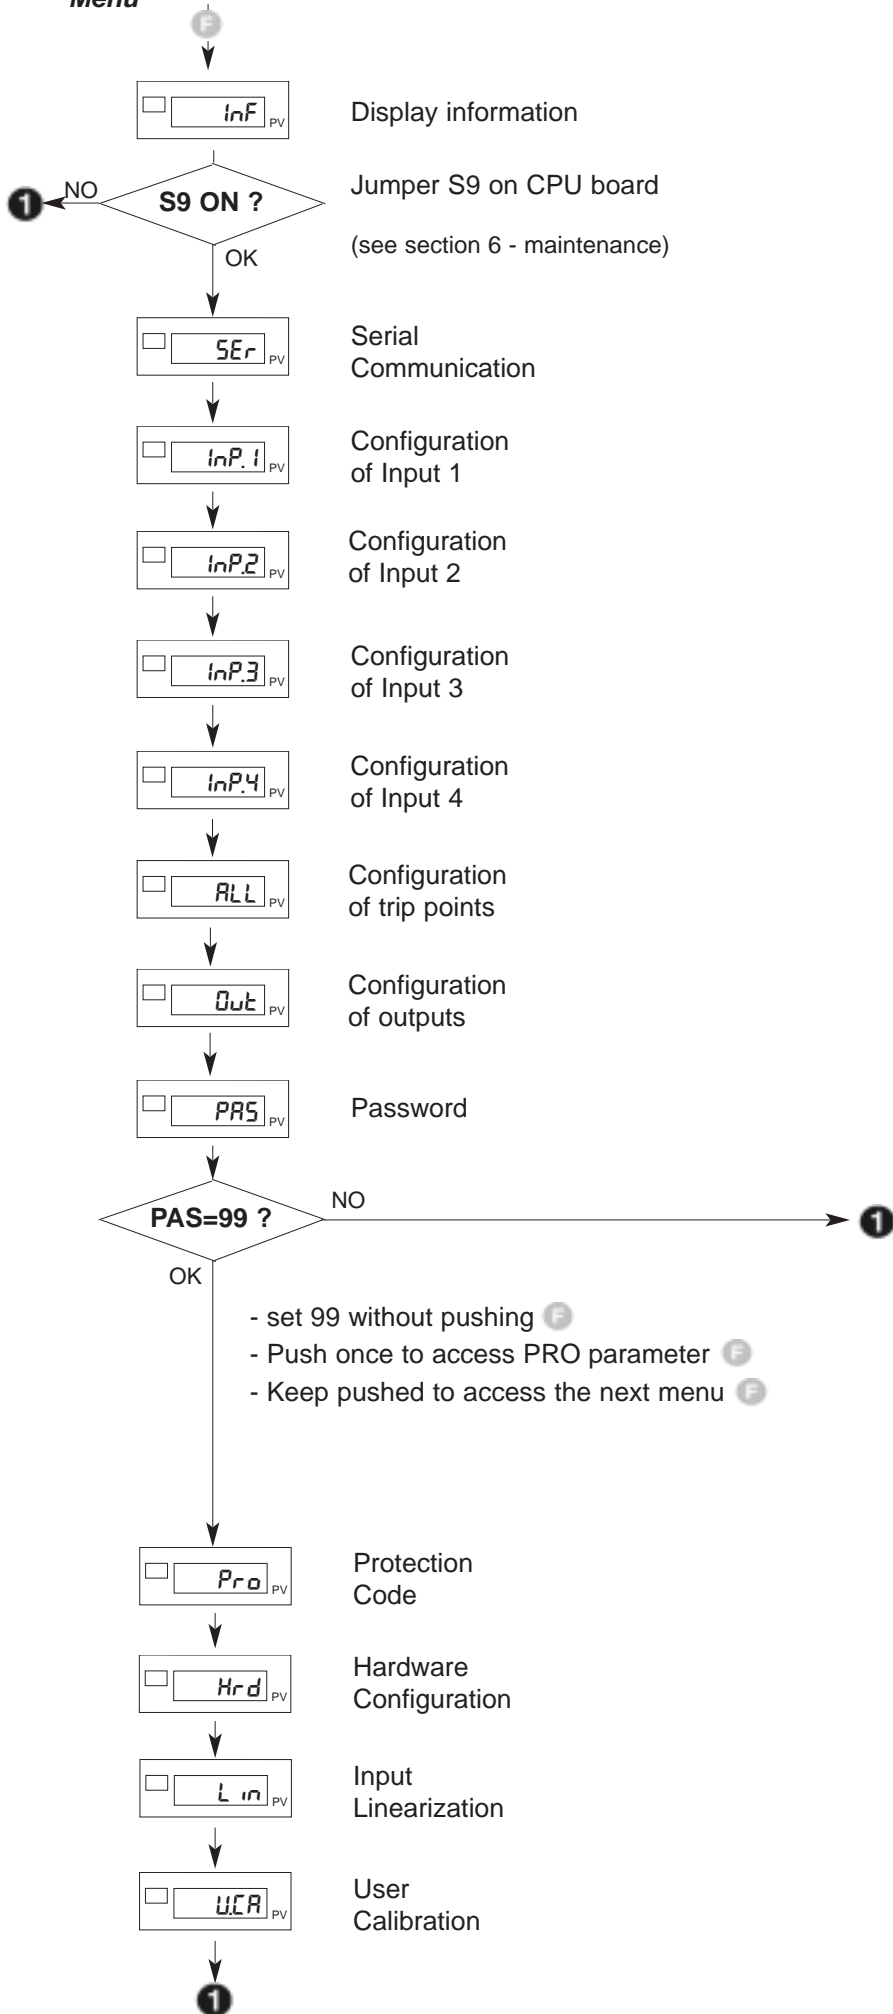 Menu
F
InF PV
Display information
NO
1
S9 ON ?
Jumper S9 on CPU board
OK
(see section 6 - maintenance)
SEr PV
Serial
Communication
InP.1 PV
Configuration
of Input 1
InP.2 PV
Configuration
of Input 2
InP.3 PV
Configuration
of Input 3
InP.4 PV
Configuration
of Input 4
ALL PV
Configuration
of trip points
Out PV
Configuration
of outputs
PAS PV
Password
PAS=99 ?
NO
1
OK
- set 99 without pushing F
- Push once to access PRO parameter F
- Keep pushed to access the next menu F
Pro PV
Protection
Code
Hrd PV
Hardware
Configuration
Lin PV
Input
Linearization
U.CA PV
User
Calibration
1